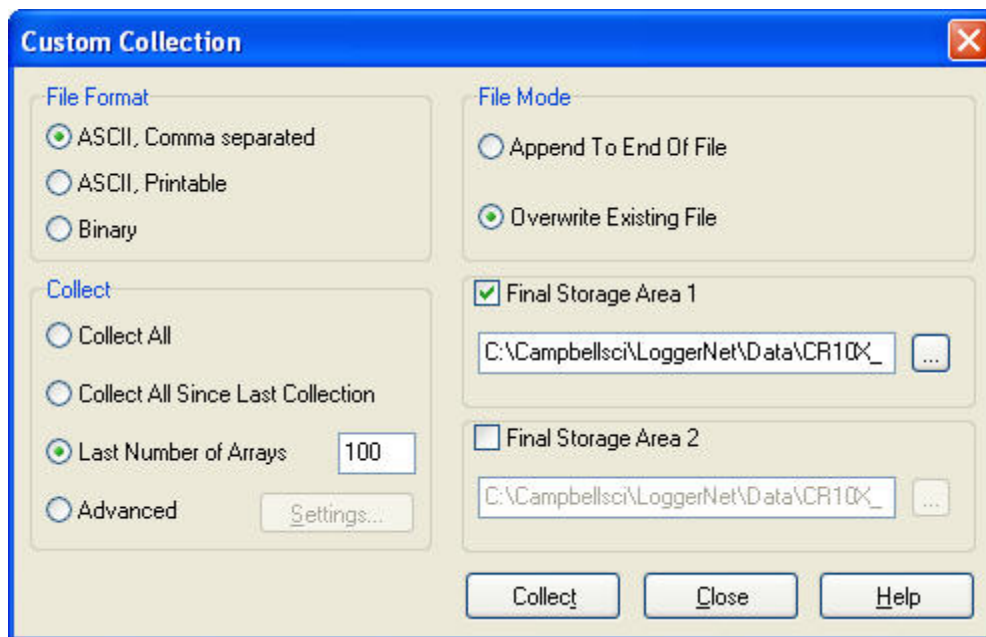 Custom Collection
File Format
ASCII, Comma separated
ASCII, Printable
Binary
Collect
Collect All
Collect All Since Last Collection
Last Number of Arrays 100
Advanced Settings...
File Mode
Append To End Of File
Overwrite Existing File
Final Storage Area 1
C:\Campbellsci\LoggerNet\Data\CR10X_ ...
Final Storage Area 2
C:\Campbellsci\LoggerNet\Data\CR10X_ ...
Collect Close Help